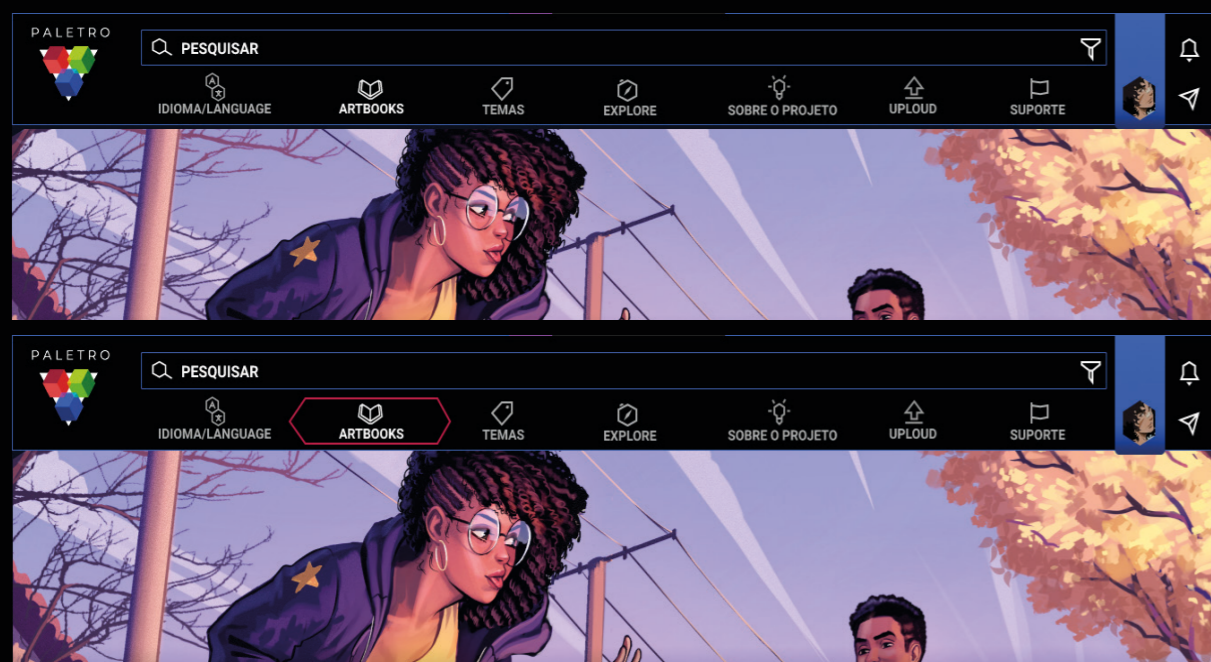 PALETRO
PESQUISAR
IDIOMA/LANGUAGE
ARTBOOKS
TEMAS
EXPLORE
SOBRE O PROJETO
UPLOUD
SUPORTE
PALETRO
PESQUISAR
IDIOMA/LANGUAGE
ARTBOOKS
TEMAS
EXPLORE
SOBRE O PROJETO
UPLOUD
SUPORTE